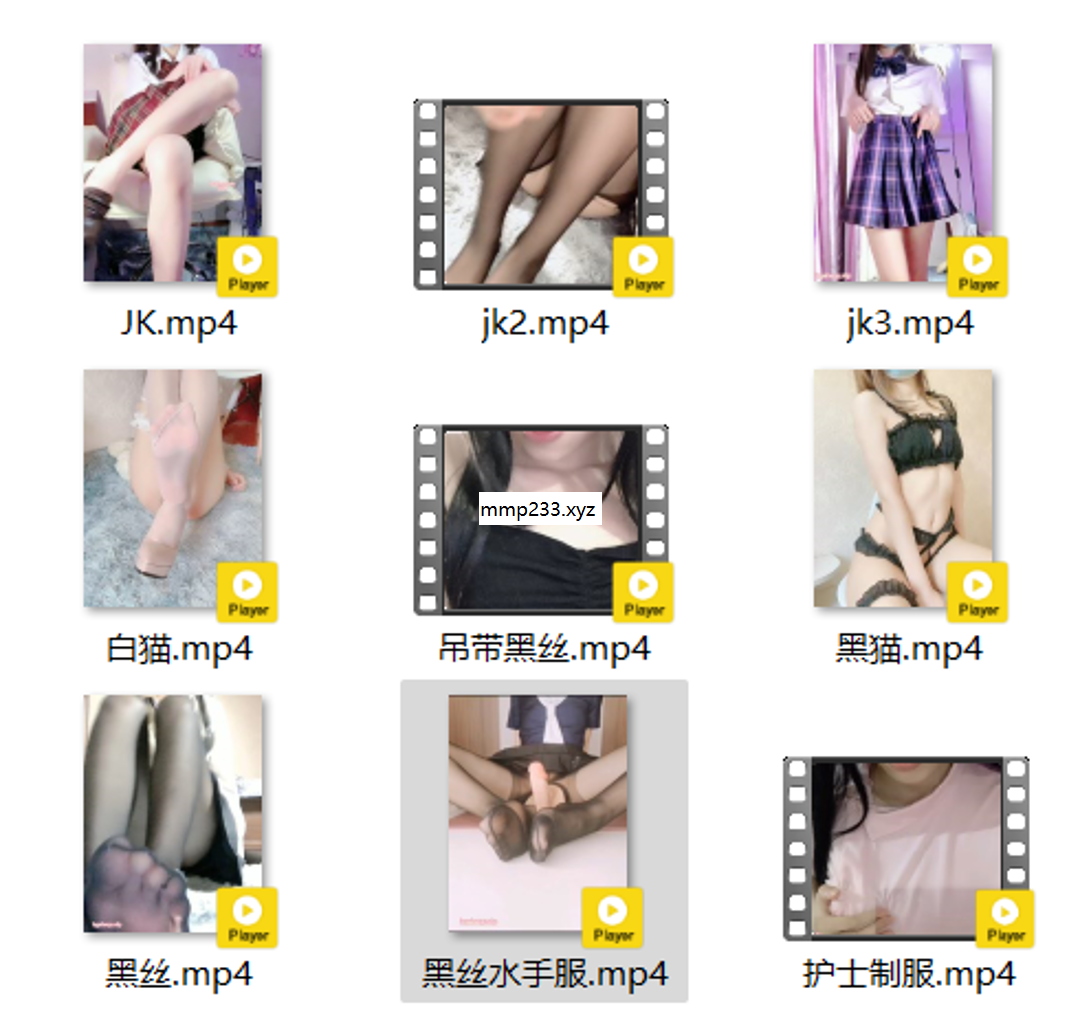 Player
Player
Player
JK.mp4
jk2.mp4
jk3.mp4
mmp233.xyz
Player
Player
Player
白猫.mp4
吊带黑丝.mp4
黑猫.mp4
Player
Player
Player
黑丝.mp4
黑丝水手服.mp4
护士制服.mp4